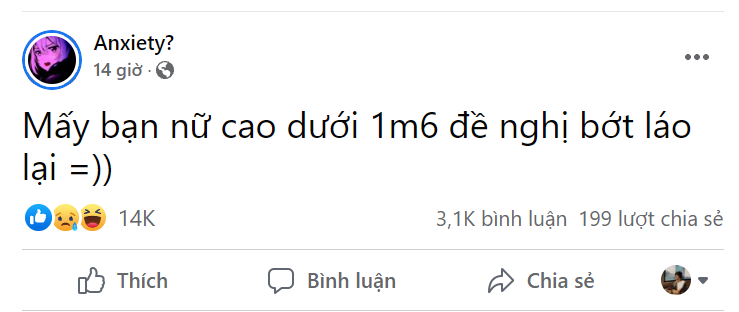 Anxiety?
14 giờ ·
Mấy bạn nữ cao dưới 1m6 đề nghị bớt láo
lại =))
14K
3,1K bình luận 199 lượt chia sẻ
Thích Bình luận Chia sẻ